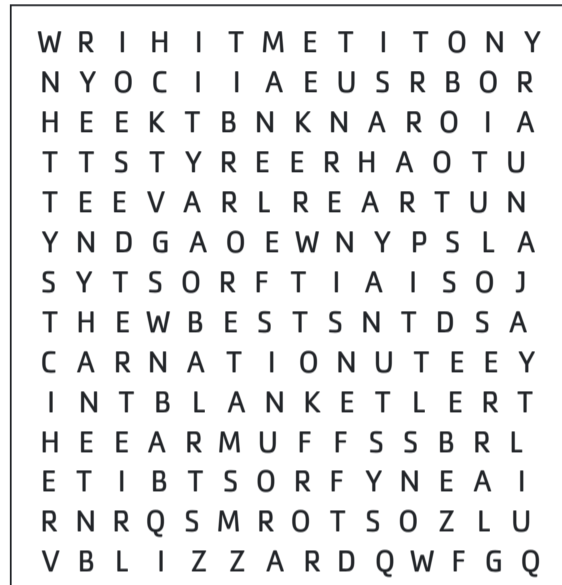 W R I H I T M E T I T O N Y
N Y O C I I A E U S R B O R
H E E K T B N K N A R O I A
T T S T Y R E E R H A O T U
T E E V A R L R E A R T U N
Y N D G A O E W N Y P S L A
S Y T S O R F T I A I S O J
T H E W B E S T S N T D S A
C A R N A T I O N U T E E Y
I N T B L A N K E T L E R T
H E E A R M U F F S S B R L
E T I B T S O R F Y N E A I
R N R Q S M R O T S O Z L U
V B L I Z Z A R D Q W F G Q